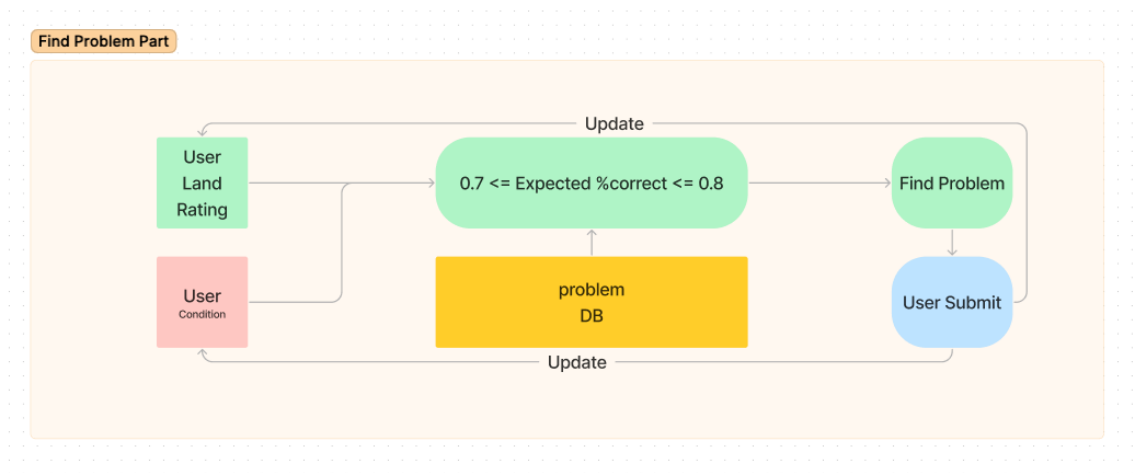 Find Problem Part
Update
User
Land
Rating
0.7 <= Expected %correct <= 0.8
Find Problem
User
Condition
problem
DB
User Submit
Update